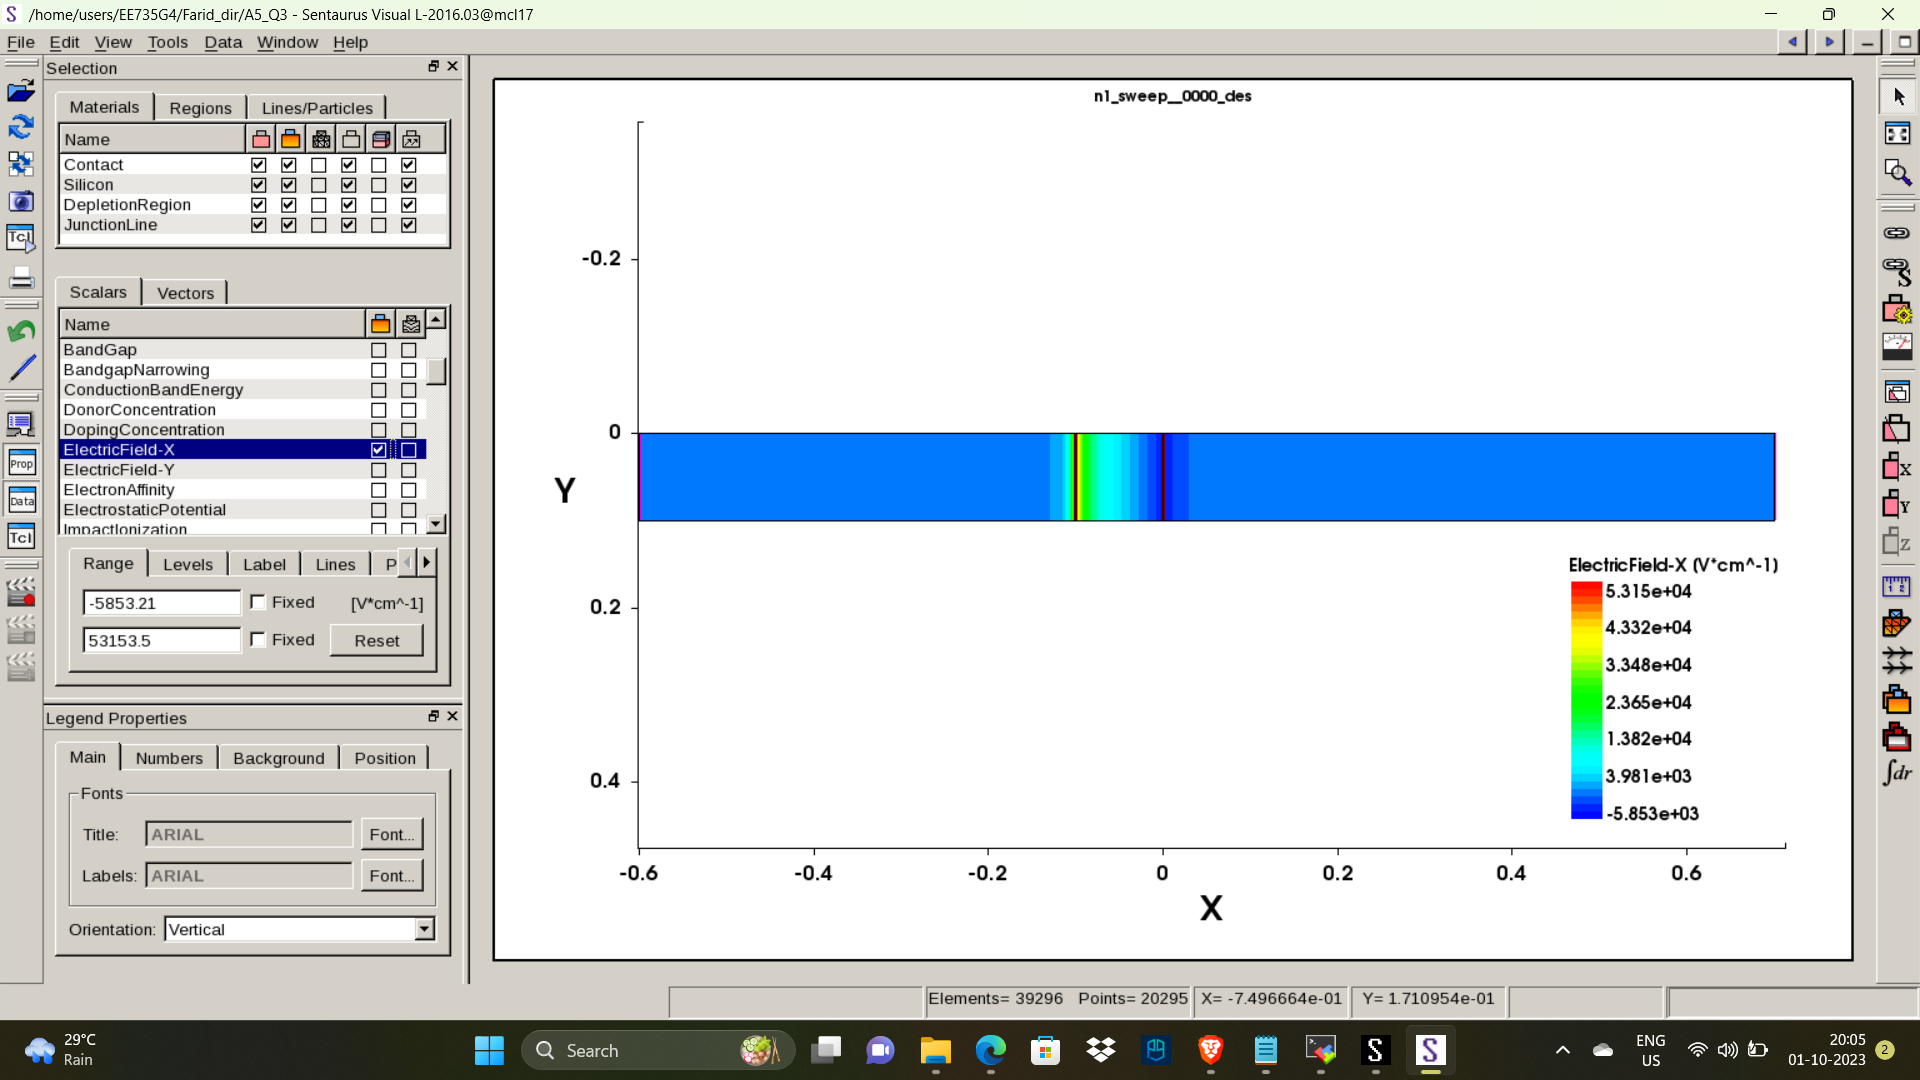 /home/users/EE735G4/Farid_dir/A5_Q3 - Sentaurus Visual L-2016.03@mcl17
File Edit View Tools Data Window Help
Selection
Materials Regions Lines/Particles
Name
Contact
Silicon
DepletionRegion
JunctionLine
Scalars Vectors
Name
BandGap
BandgapNarrowing
ConductionBandEnergy
DonorConcentration
DopingConcentration
ElectricField-X
ElectricField-Y
ElectronAffinity
ElectrostaticPotential
ImpactIonization
Range Levels Label Lines P
-5853.21 Fixed [V*cm^-1]
53153.5 Fixed Reset
Legend Properties
Main Numbers Background Position
Fonts
Title: ARIAL Font...
Labels: ARIAL Font...
Orientation: Vertical
Tcl
Prop
Data
Tcl
n1_sweep__0000_des
-0.2
0
0.2
0.4
Y
-0.6 -0.4 -0.2 0 0.2 0.4 0.6
X
ElectricField-X (V*cm^-1)
5.315e+04
4.332e+04
3.348e+04
2.365e+04
1.382e+04
3.981e+03
-5.853e+03
S
X
Y
Z
1 2
∫dr
Elements= 39296 Points= 20295 X= -7.496664e-01 Y= 1.710954e-01
29°C
Rain
Search
S
S
ENG
US
20:05
01-10-2023
2